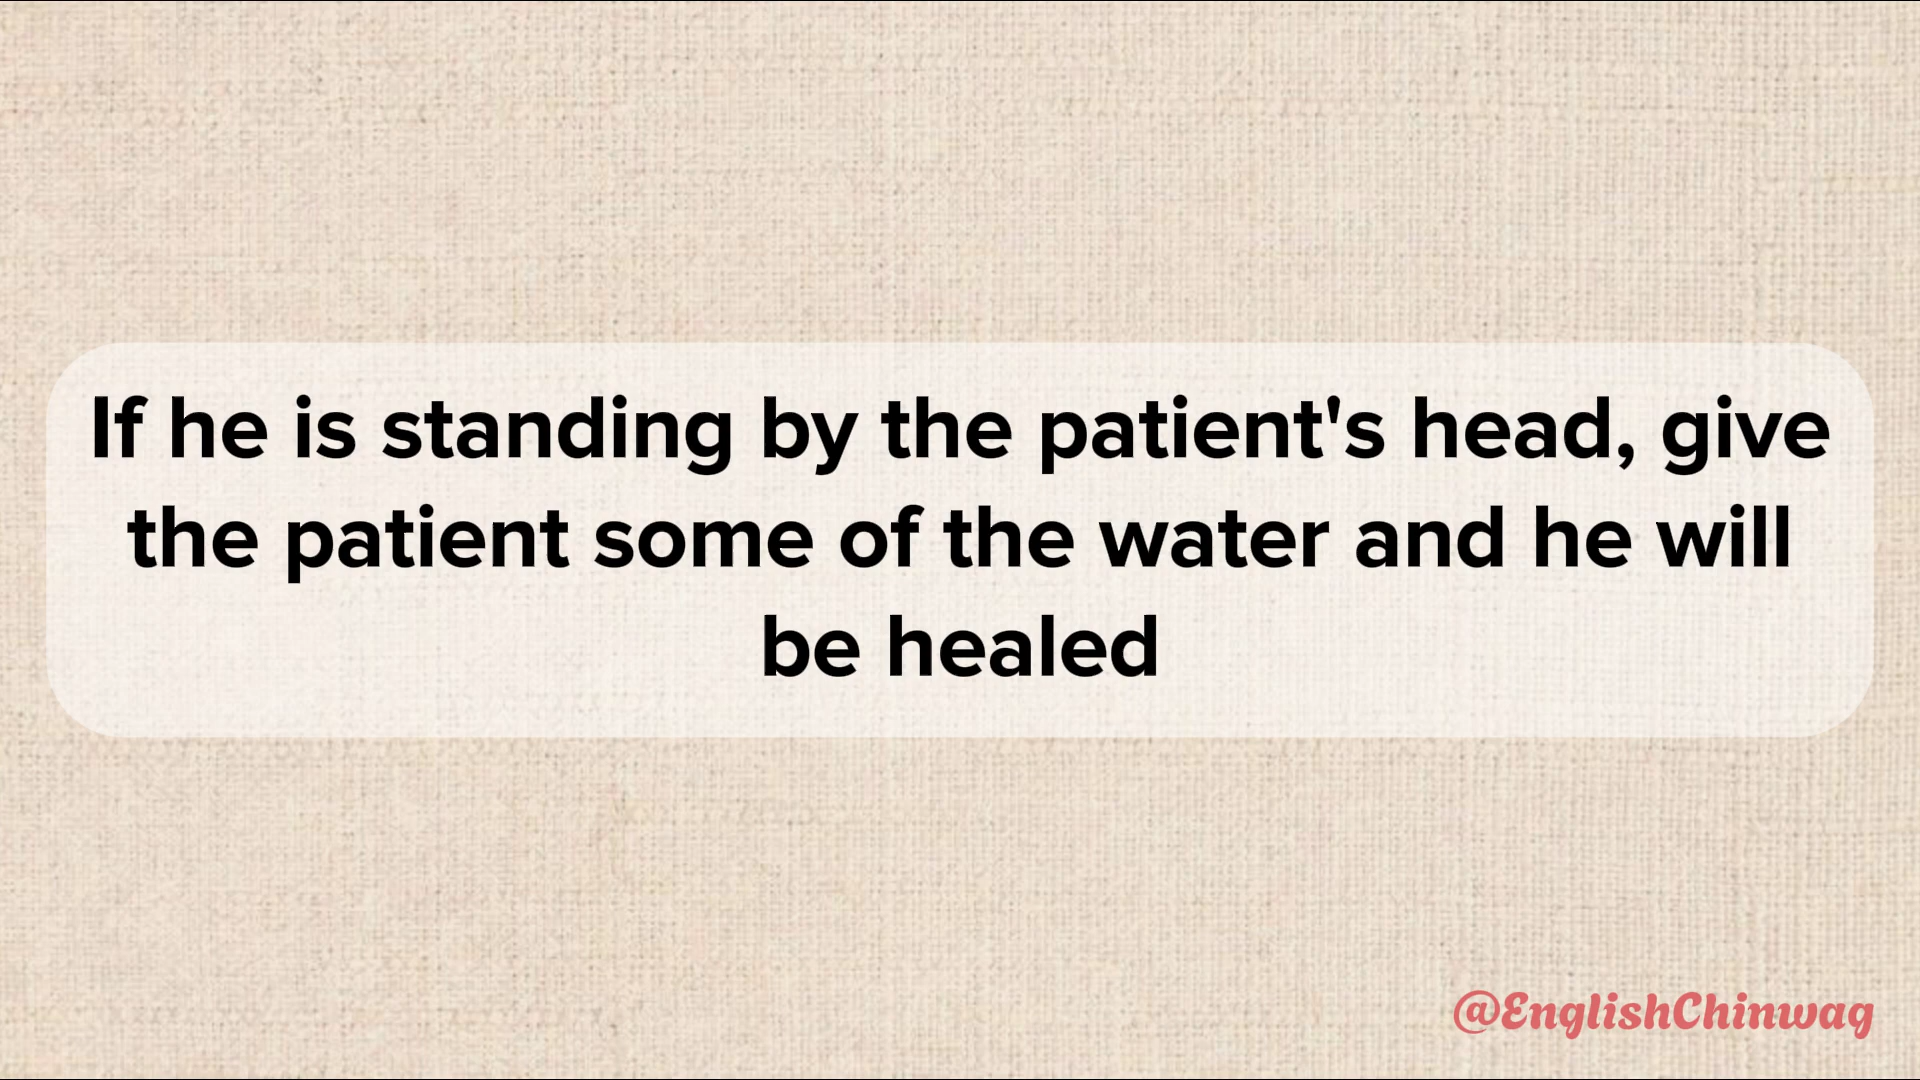 If he is standing by the patient's head, give
the patient some of the water and he will
be healed
@EnglishChinwag